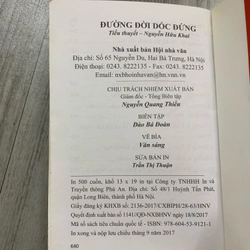 ĐƯỜNG ĐỜI DỐC ĐỨNG
Tiểu thuyết - Nguyễn Hữu Khai
Nhà xuất bản Hội nhà văn
Địa chỉ: Số 65 Nguyễn Du, Hai Bà Trưng, Hà Nội
Điện thoại: 0243. 8222135 - Fax: 0243. 8222135
Email:nxbhoinhavan@hn.vnn.vn
CHỊU TRÁCH NHIỆM XUẤT BẢN
Giám đốc - Tổng Biên tập
Nguyễn Quang Thiều
BIÊN TẬP
Đào Bá Đoàn
VẼ BÌA
Văn sáng
SỬA BẢN IN
Trần Thị Thuận
In 500 cuốn, khổ 13 x 19 in tại Công ty TNHHH In và
Truyền thông Phú An. Địa chỉ: Số 48/1 Huỳnh Tấn Phát,
quận Long Biên, thành phố Hà Nội.
Giấy đăng ký KHXB số: 2136-2017/CXBIPH/28-63/HNV
Quyết định xuất bản số 1141/QĐ-NXBHNV ngày 18/8/2017
Mã số sách tiêu chuẩn quốc tế - ISBN: 978-604-53-9121-1
In xong và nộp lưu chiểu tháng 9 năm 2017
640